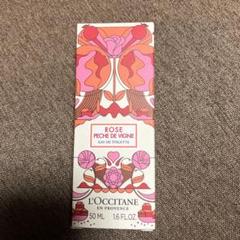 ROSE
PECHE DE VIGNE
EAU DE TOILETTE
L'OCCITANE
EN PROVENCE
50 ML 1.6 FL.OZ